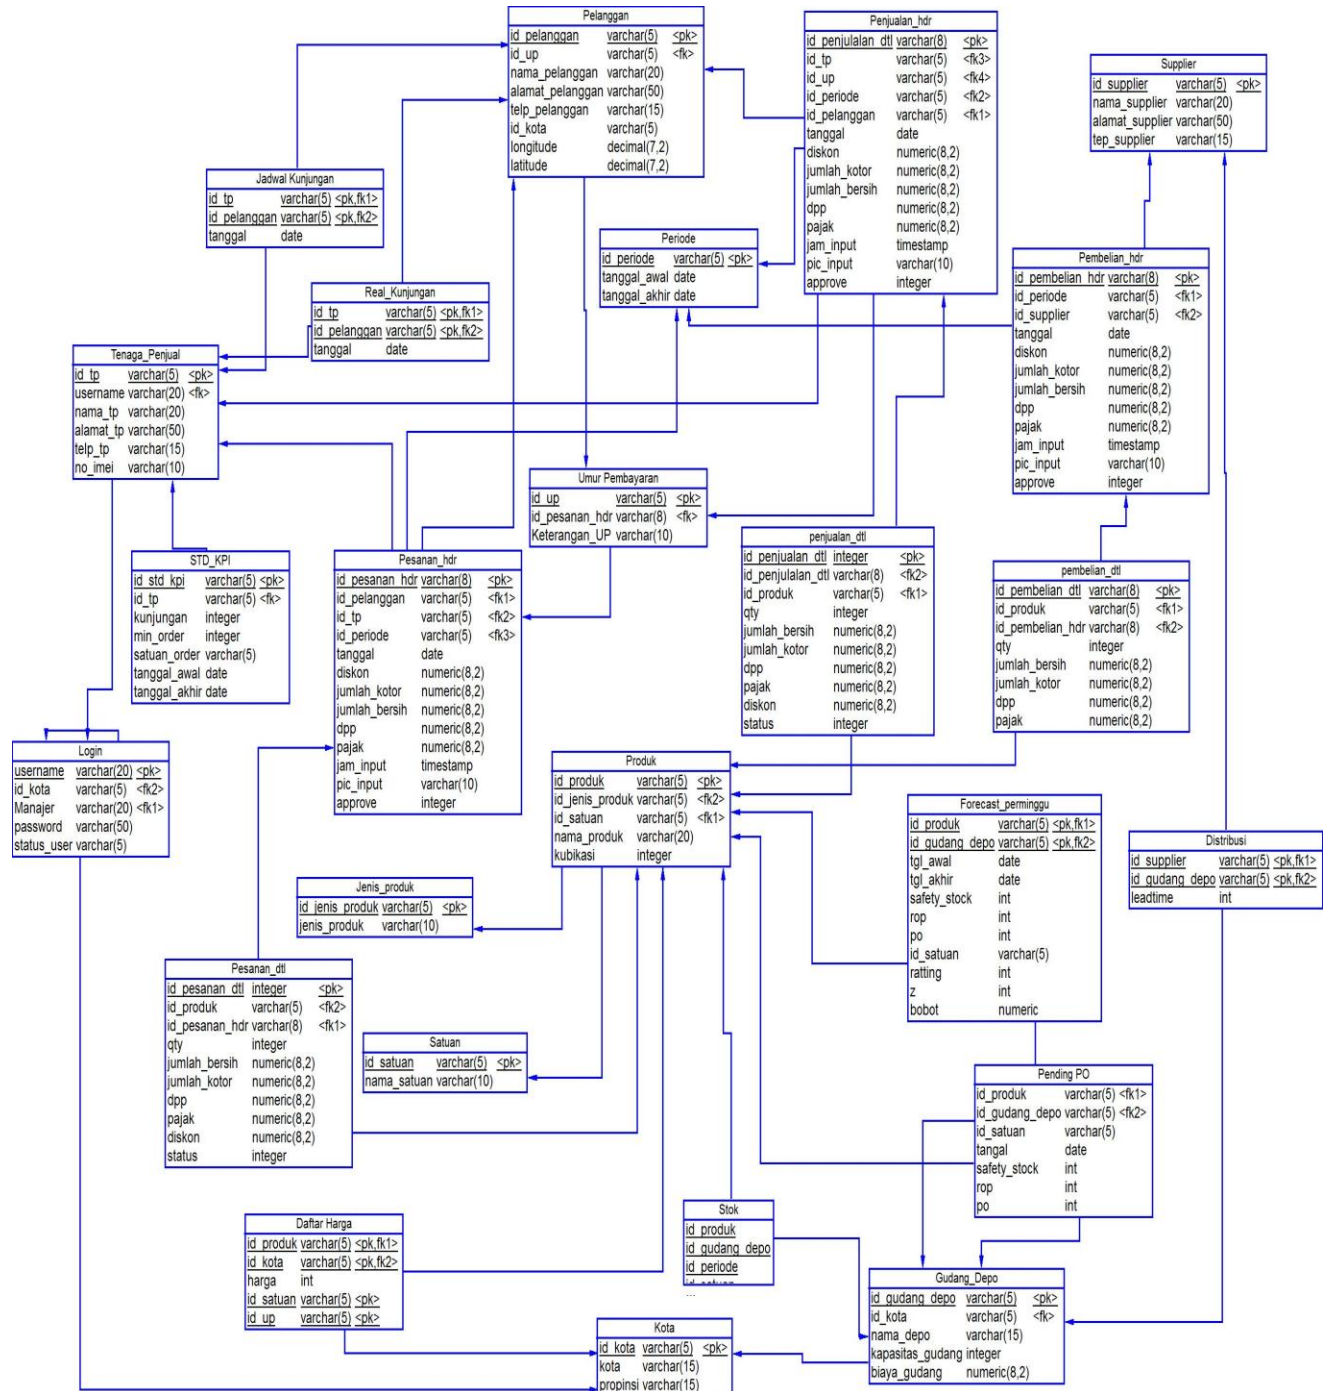 Pelanggan
id_pelanggan varchar(5) <pk>
id_up varchar(5) <fk>
nama_pelanggan varchar(20)
alamat_pelanggan varchar(50)
telp_pelanggan varchar(15)
id_kota varchar(5)
longitude decimal(7,2)
latitude decimal(7,2)
Penjualan_hdr
id_penjulalan_dtl varchar(8) <pk>
id_tp varchar(5) <fk3>
id_up varchar(5) <fk4>
id_periode varchar(5) <fk2>
id_pelanggan varchar(5) <fk1>
tanggal date
diskon numeric(8,2)
jumlah_kotor numeric(8,2)
jumlah_bersih numeric(8,2)
dpp numeric(8,2)
pajak numeric(8,2)
jam_input timestamp
pic_input varchar(10)
approve integer
Supplier
id_supplier varchar(5) <pk>
nama_supplier varchar(20)
alamat_supplier varchar(50)
tep_supplier varchar(15)
Jadwal Kunjungan
id_tp varchar(5) <pk,fk1>
id_pelanggan varchar(5) <pk,fk2>
tanggal date
Periode
id_periode varchar(5) <pk>
tanggal_awal date
tanggal_akhir date
Pembelian_hdr
id_pembelian_hdr varchar(8) <pk>
id_periode varchar(5) <fk1>
id_supplier varchar(5) <fk2>
tanggal date
diskon numeric(8,2)
jumlah_kotor numeric(8,2)
jumlah_bersih numeric(8,2)
dpp numeric(8,2)
pajak numeric(8,2)
jam_input timestamp
pic_input varchar(10)
approve integer
Real_Kunjungan
id_tp varchar(5) <pk,fk1>
id_pelanggan varchar(5) <pk,fk2>
tanggal date
Tenaga_Penjual
id_tp varchar(5) <pk>
username varchar(20) <fk>
nama_tp varchar(20)
alamat_tp varchar(50)
telp_tp varchar(15)
no_imei varchar(10)
Umur Pembayaran
id_up varchar(5) <pk>
id_pesanan_hdr varchar(8) <fk>
Keterangan_UP varchar(10)
STD_KPI
id_std_kpi varchar(5) <pk>
id_tp varchar(5) <fk>
kunjungan integer
min_order integer
satuan_order varchar(5)
tanggal_awal date
tanggal_akhir date
Pesanan_hdr
id_pesanan_hdr varchar(8) <pk>
id_pelanggan varchar(5) <fk1>
id_tp varchar(5) <fk2>
id_periode varchar(5) <fk3>
tanggal date
diskon numeric(8,2)
jumlah_kotor numeric(8,2)
jumlah_bersih numeric(8,2)
dpp numeric(8,2)
pajak numeric(8,2)
jam_input timestamp
pic_input varchar(10)
approve integer
penjualan_dtl
id_penjualan_dtl integer <pk>
id_penjulalan_dtl varchar(8) <fk2>
id_produk varchar(5) <fk1>
qty integer
jumlah_bersih numeric(8,2)
jumlah_kotor numeric(8,2)
dpp numeric(8,2)
pajak numeric(8,2)
diskon numeric(8,2)
status integer
pembelian_dtl
id_pembelian_dtl varchar(8) <pk>
id_produk varchar(5) <fk1>
id_pembelian_hdr varchar(8) <fk2>
qty integer
jumlah_bersih numeric(8,2)
jumlah_kotor numeric(8,2)
dpp numeric(8,2)
pajak numeric(8,2)
Login
username varchar(20) <pk>
id_kota varchar(5) <fk2>
Manajer varchar(20) <fk1>
password varchar(50)
status_user varchar(5)
Produk
id_produk varchar(5) <pk>
id_jenis_produk varchar(5) <fk2>
id_satuan varchar(5) <fk1>
nama_produk varchar(20)
kubikasi integer
Forecast_perminggu
id_produk varchar(5) <pk,fk1>
id_gudang_depo varchar(5) <pk,fk2>
tgl_awal date
tgl_akhir date
safety_stock int
rop int
po int
id_satuan varchar(5)
ratting int
z int
bobot numeric
Distribusi
id_supplier varchar(5) <pk,fk1>
id_gudang_depo varchar(5) <pk,fk2>
leadtime int
Jenis_produk
id_jenis_produk varchar(5) <pk>
jenis_produk varchar(10)
Pesanan_dtl
id_pesanan_dtl integer <pk>
id_produk varchar(5) <fk2>
id_pesanan_hdr varchar(8) <fk1>
qty integer
jumlah_bersih numeric(8,2)
jumlah_kotor numeric(8,2)
dpp numeric(8,2)
pajak numeric(8,2)
diskon numeric(8,2)
status integer
Satuan
id_satuan varchar(5) <pk>
nama_satuan varchar(10)
Pending PO
id_produk varchar(5) <fk1>
id_gudang_depo varchar(5) <fk2>
id_satuan varchar(5)
tangal date
safety_stock int
rop int
po int
Stok
id_produk
id_gudang_depo
id_periode
...
Daftar Harga
id_produk varchar(5) <pk,fk1>
id_kota varchar(5) <pk,fk2>
harga int
id_satuan varchar(5) <pk>
id_up varchar(5) <pk>
Gudang_Depo
id_gudang_depo varchar(5) <pk>
id_kota varchar(5) <fk>
nama_depo varchar(15)
kapasitas_gudang integer
biaya_gudang numeric(8,2)
Kota
id_kota varchar(5) <pk>
kota varchar(15)
propinsi varchar(15)